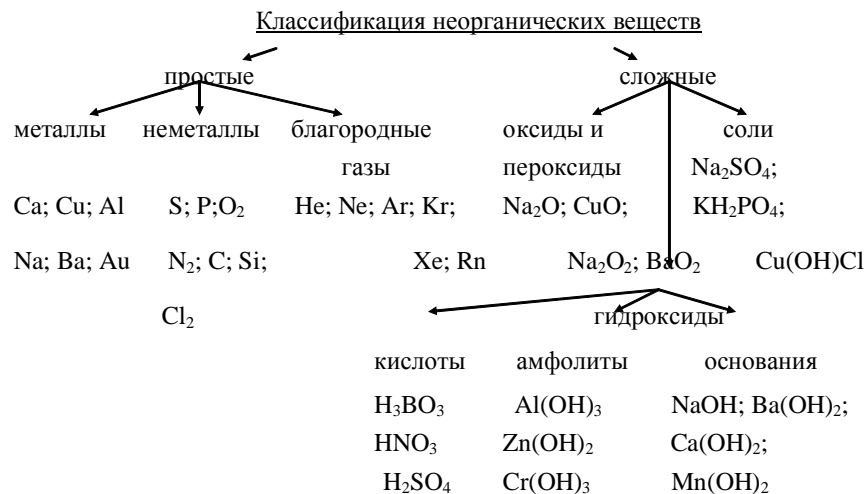 Классификация неорганических веществ
простые сложные
металлы неметаллы благородные оксиды и соли
газы пероксиды Na₂SO₄;
Ca; Cu; Al S; P;O₂ He; Ne; Ar; Kr; Na₂O; CuO; KH₂PO₄;
Na; Ba; Au N₂; C; Si; Xe; Rn Na₂O₂; BaO₂ Cu(OH)Cl
Cl₂ гидроксиды
кислоты амфолиты основания
H₃BO₃ Al(OH)₃ NaOH; Ba(OH)₂;
HNO₃ Zn(OH)₂ Ca(OH)₂;
H₂SO₄ Cr(OH)₃ Mn(OH)₂